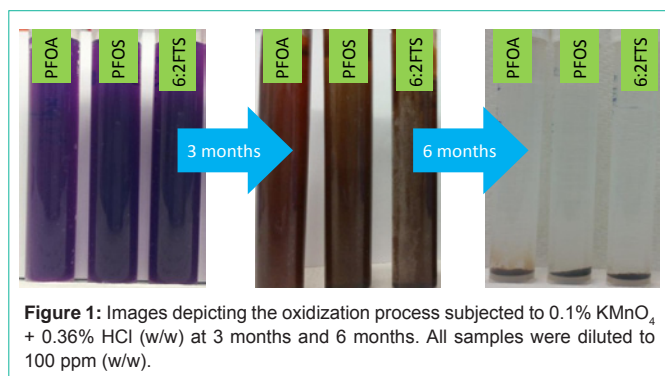 PFOA
PFOS
6:2FTS
3 months
PFOA
PFOS
6:2FTS
6 months
PFOA
PFOS
6:2FTS
Figure 1: Images depicting the oxidization process subjected to 0.1% KMnO₄
+ 0.36% HCl (w/w) at 3 months and 6 months. All samples were diluted to
100 ppm (w/w).